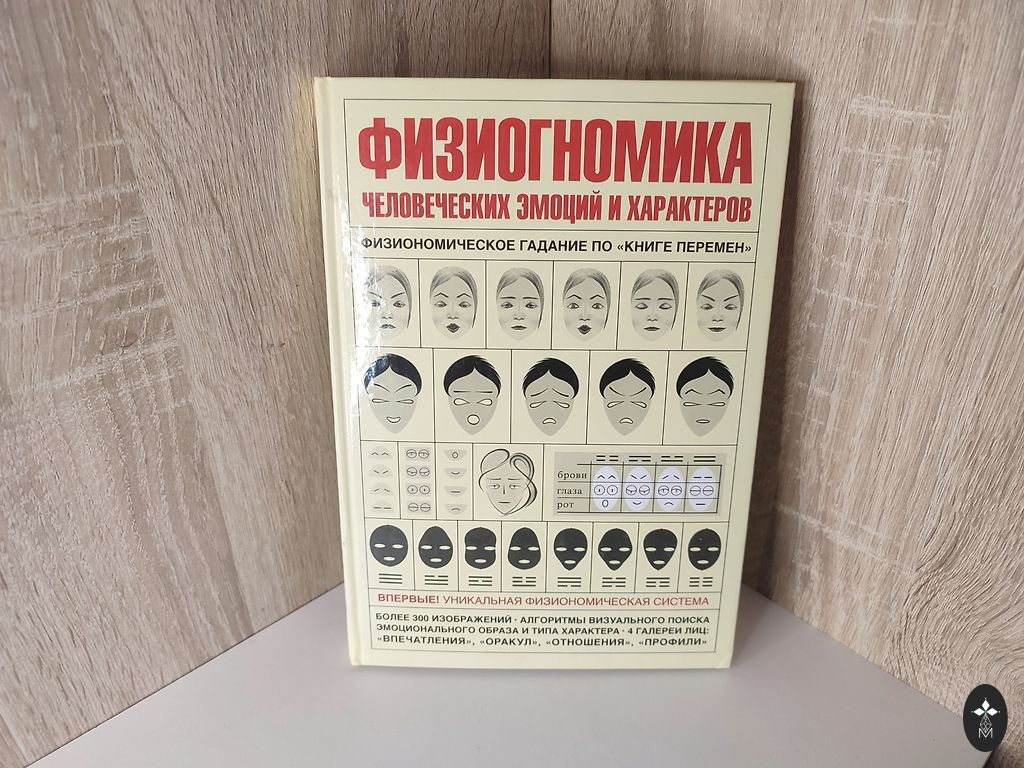 ФИЗИОГНОМИКА
ЧЕЛОВЕЧЕСКИХ ЭМОЦИЙ И ХАРАКТЕРОВ
ФИЗИОНОМИЧЕСКОЕ ГАДАНИЕ ПО «КНИГЕ ПЕРЕМЕН»
брови
глаза
рот
ВПЕРВЫЕ! УНИКАЛЬНАЯ ФИЗИОНОМИЧЕСКАЯ СИСТЕМА
БОЛЕЕ 300 ИЗОБРАЖЕНИЙ · АЛГОРИТМЫ ВИЗУАЛЬНОГО ПОИСКА
ЭМОЦИОНАЛЬНОГО ОБРАЗА И ТИПА ХАРАКТЕРА · 4 ГАЛЕРЕИ ЛИЦ:
«ВПЕЧАТЛЕНИЯ», «ОРАКУЛ», «ОТНОШЕНИЯ», «ПРОФИЛИ»
M